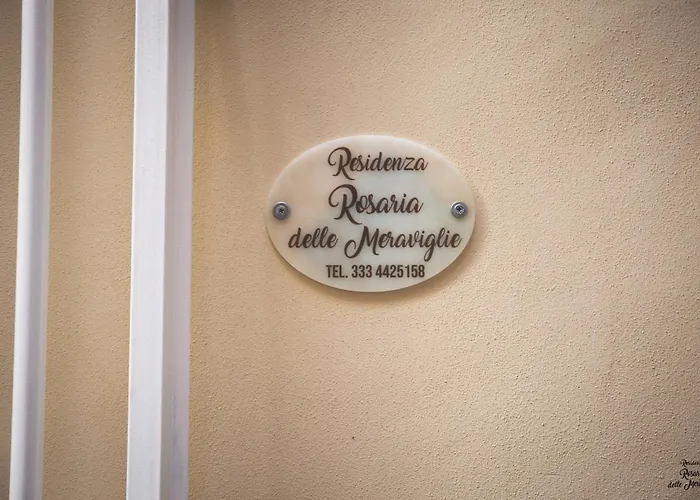 Residenza
Rosaria
delle Meraviglie
TEL. 333 4425158